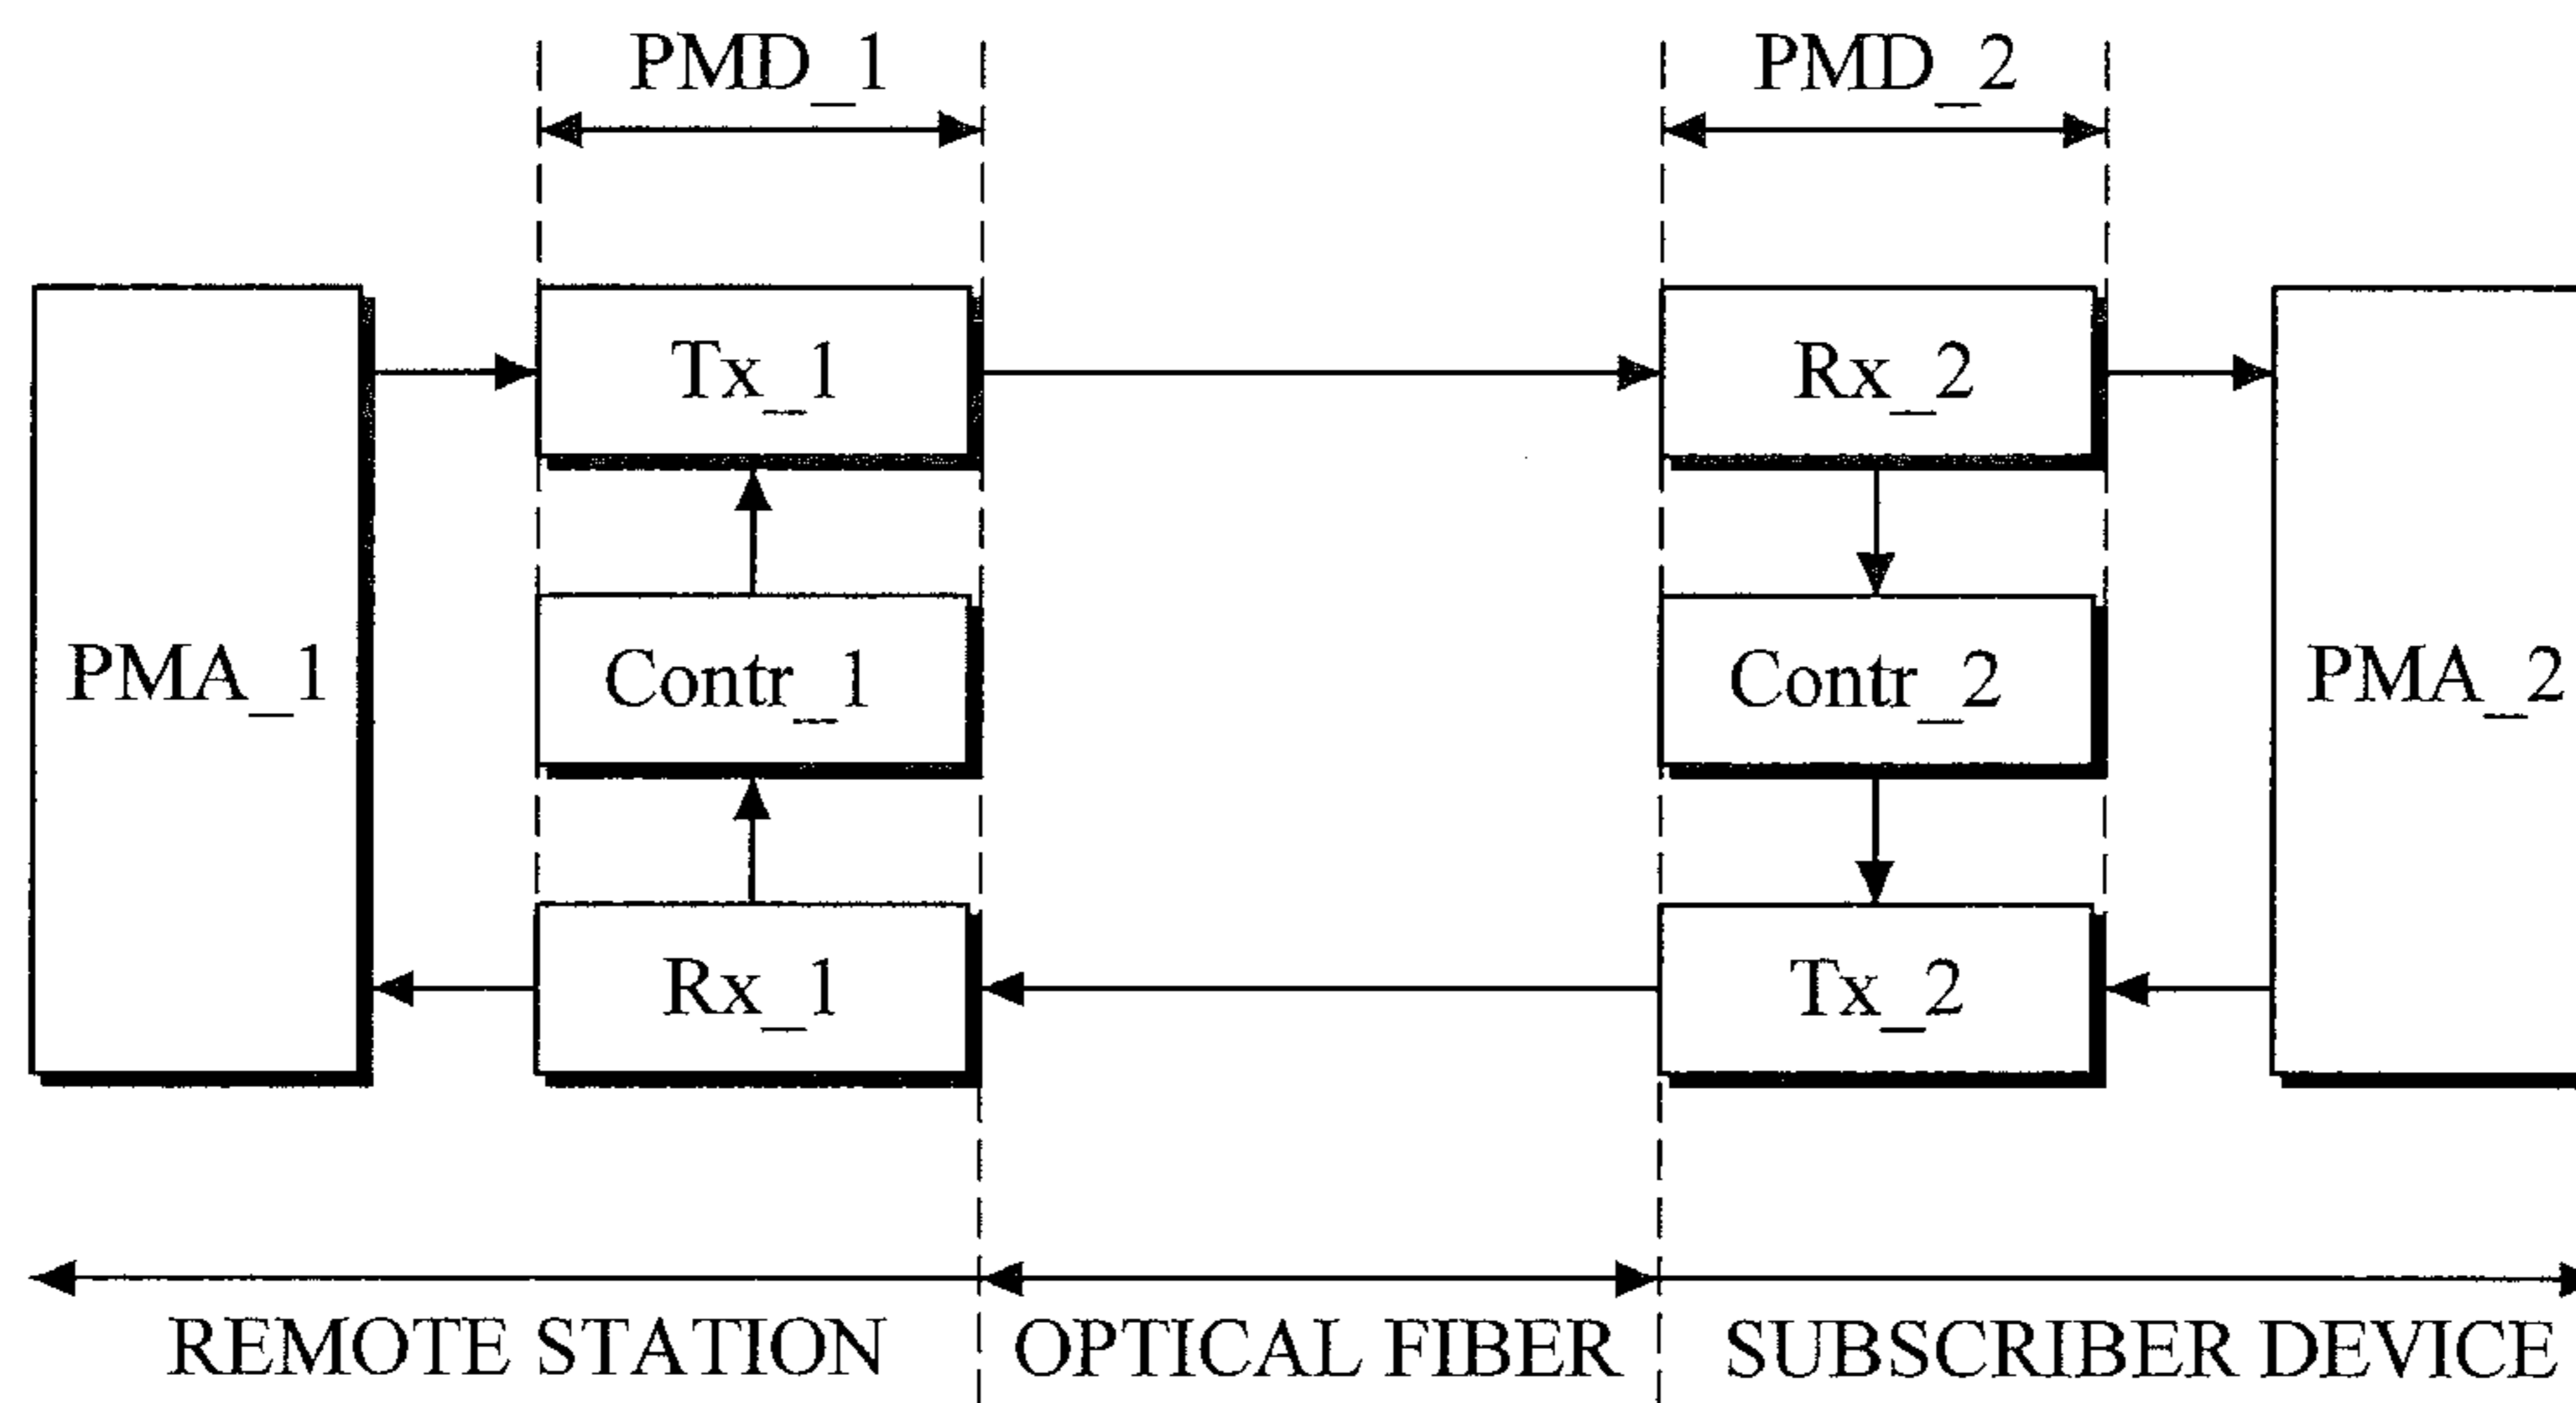 PMD_1
PMD_2
Tx_1
Rx_2
PMA_1
Contr_1
Contr_2
PMA_2
Rx_1
Tx_2
REMOTE STATION
OPTICAL FIBER
SUBSCRIBER DEVICE